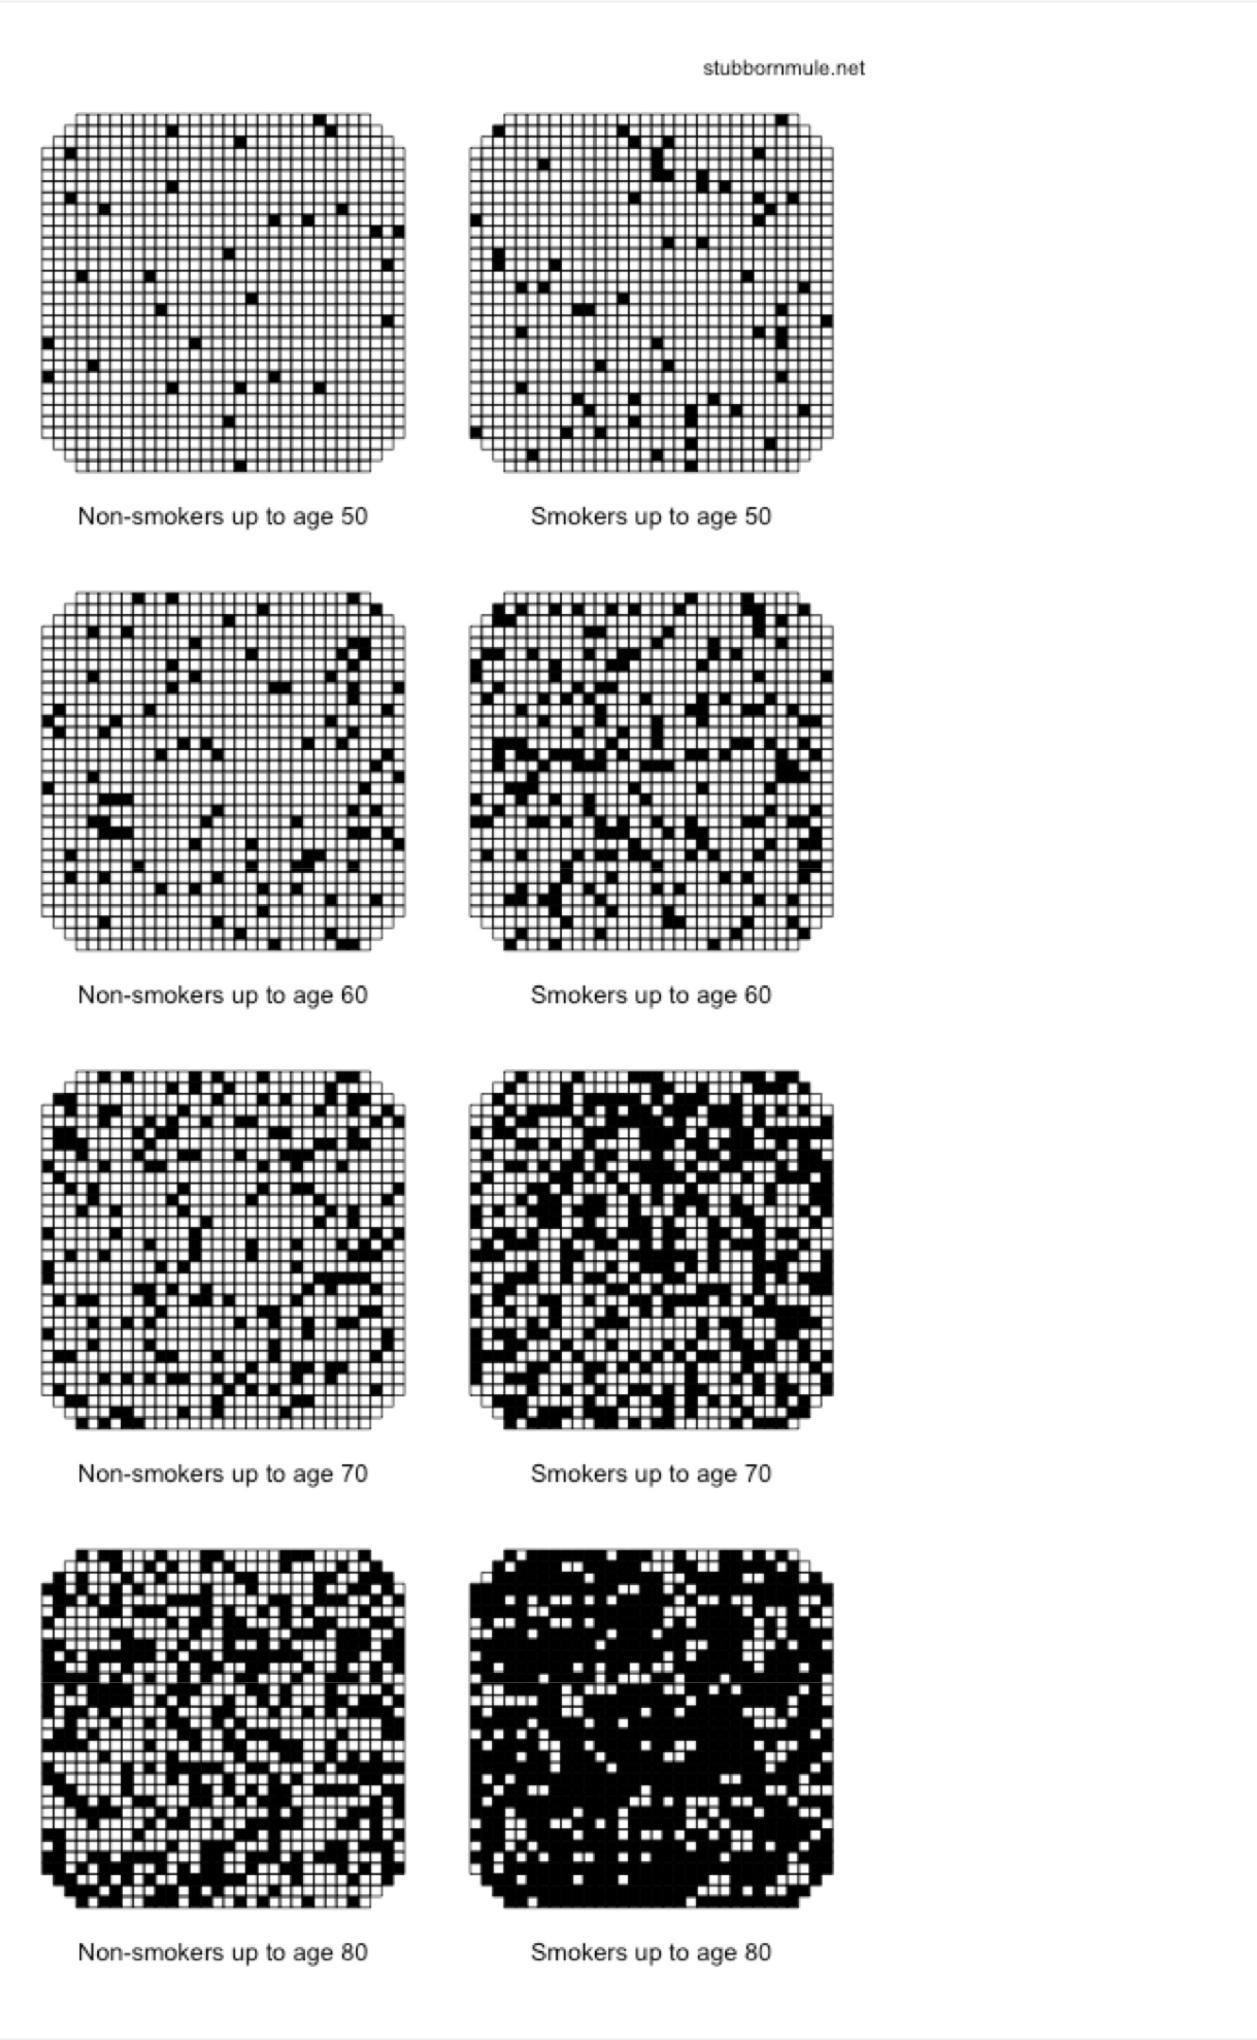 stubbornmule.net
Non-smokers up to age 50
Smokers up to age 50
Non-smokers up to age 60
Smokers up to age 60
Non-smokers up to age 70
Smokers up to age 70
Non-smokers up to age 80
Smokers up to age 80